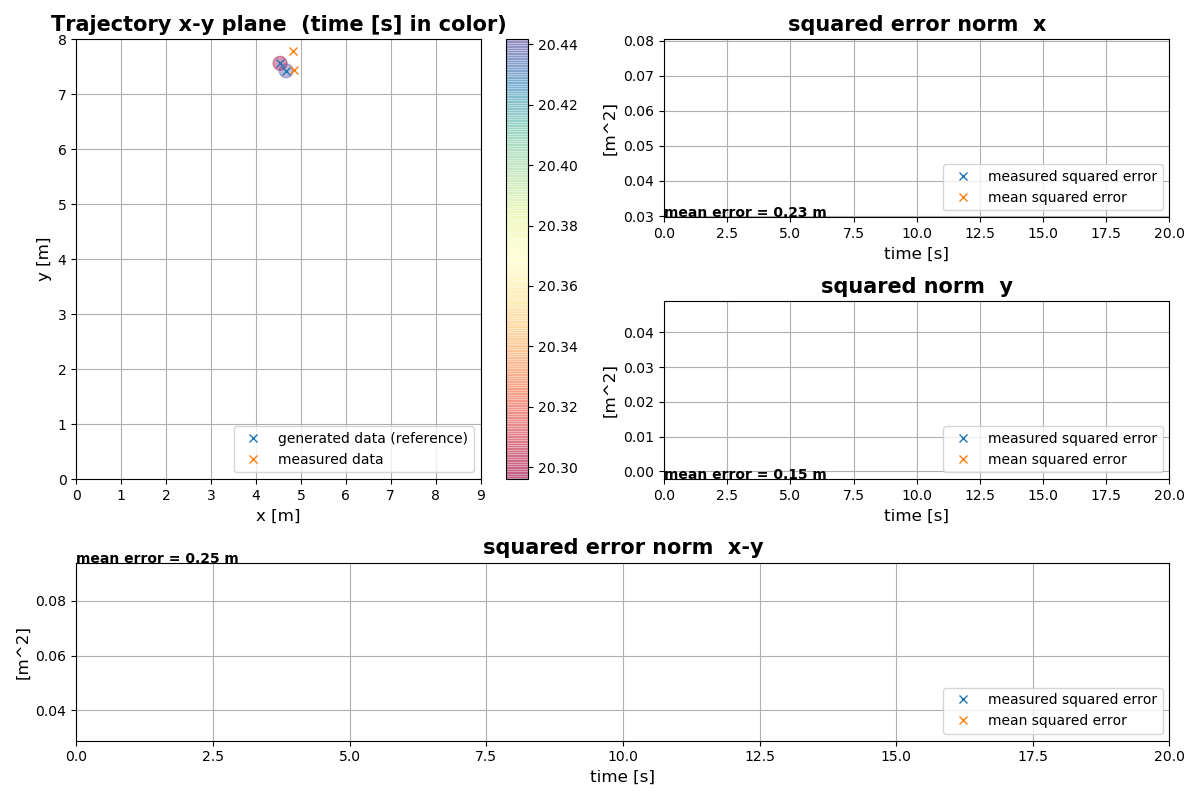 Trajectory x-y plane  (time [s] in color)
8
7
6
5
4
3
2
1
0
y [m]
0 1 2 3 4 5 6 7 8 9
x [m]
generated data (reference)
measured data
20.44
20.42
20.40
20.38
20.36
20.34
20.32
20.30
squared error norm  x
0.08
0.07
0.06
0.05
0.04
0.03
[m^2]
measured squared error
mean squared error
mean error = 0.23 m
0.0 2.5 5.0 7.5 10.0 12.5 15.0 17.5 20.0
time [s]
squared norm  y
0.04
0.03
0.02
0.01
0.00
[m^2]
measured squared error
mean squared error
mean error = 0.15 m
0.0 2.5 5.0 7.5 10.0 12.5 15.0 17.5 20.0
time [s]
squared error norm  x-y
mean error = 0.25 m
0.08
0.06
0.04
[m^2]
measured squared error
mean squared error
0.0 2.5 5.0 7.5 10.0 12.5 15.0 17.5 20.0
time [s]